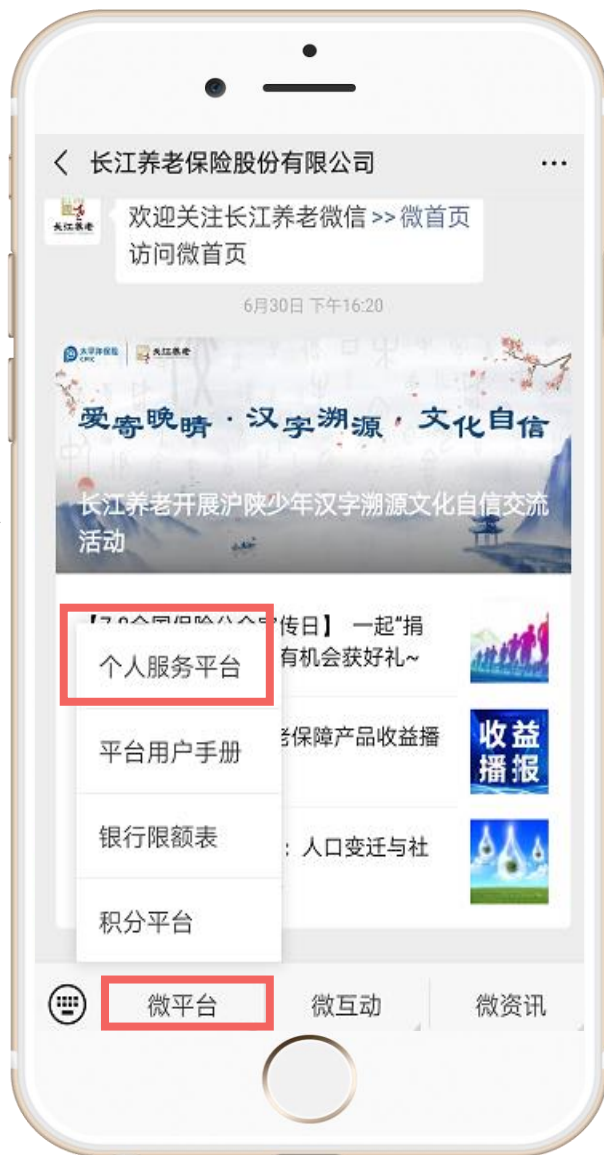 长江养老保险股份有限公司
长江养老
欢迎关注长江养老微信 >> 微首页
访问微首页
6月30日 下午16:20
太平洋保险
CPIC
长江养老
爱寄晚晴·汉字溯源·文化自信
长江养老开展沪陕少年汉字溯源文化自信交流
活动
传日】 一起“捐
有机会获好礼~
老保障产品收益播
收益
播报
：人口变迁与社
个人服务平台
平台用户手册
银行限额表
积分平台
微平台
微互动
微资讯